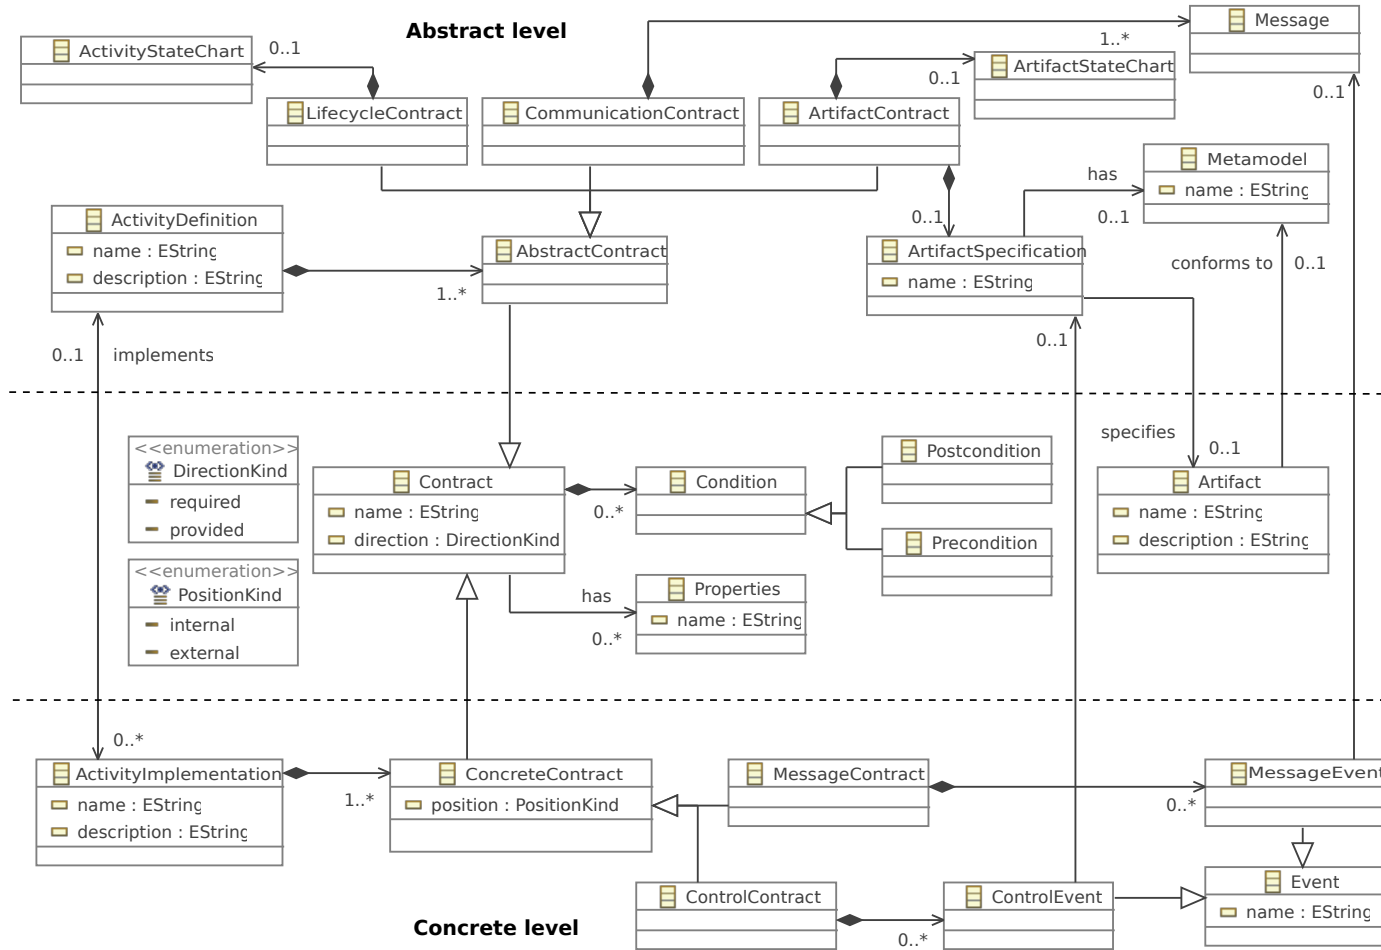 Abstract level
Message
1..*
ActivityStateChart
0..1
ArtifactStateChart
0..1
0..1
LifecycleContract
CommunicationContract
ArtifactContract
Metamodel
name : EString
has
0..1
ActivityDefinition
name : EString
description : EString
1..*
AbstractContract
0..1
ArtifactSpecification
name : EString
conforms to
0..1
0..1
implements
0..1
specifies
0..1
<<enumeration>>
DirectionKind
required
provided
<<enumeration>>
PositionKind
internal
external
Contract
name : EString
direction : DirectionKind
0..*
Condition
Postcondition
Precondition
has
0..*
Properties
name : EString
Artifact
name : EString
description : EString
0..*
ActivityImplementation
name : EString
description : EString
1..*
ConcreteContract
position : PositionKind
MessageContract
0..*
MessageEvent
ControlContract
0..*
ControlEvent
Event
name : EString
Concrete level